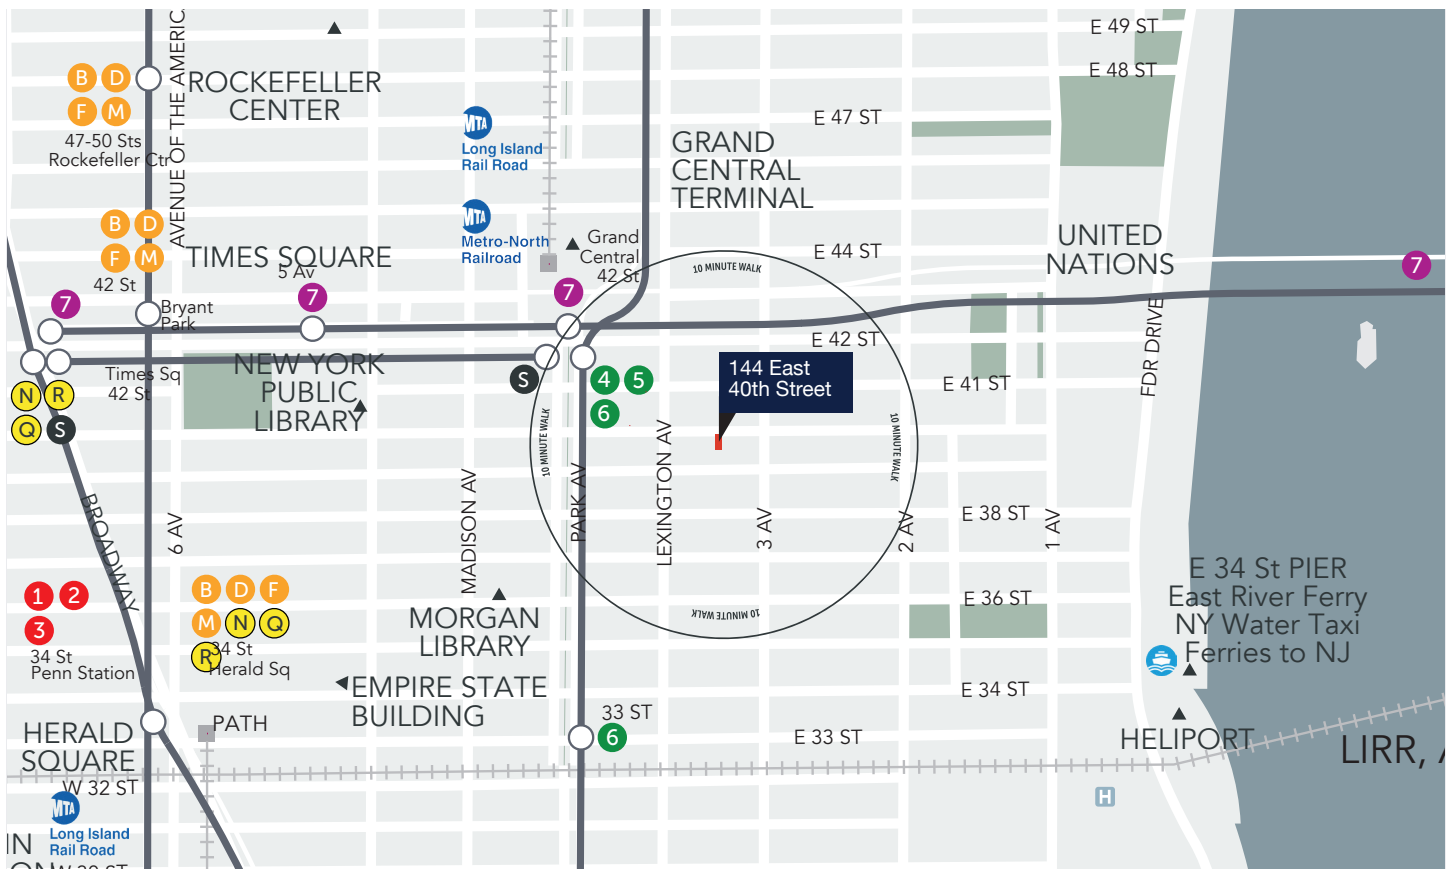 AVENUE OF THE AMERIC
E 49 ST
E 48 ST
B D
F M
47-50 Sts
Rockefeller Ctr
ROCKEFELLER
CENTER
MTA
Long Island
Rail Road
E 47 ST
GRAND
CENTRAL
TERMINAL
B D
F M
42 St
TIMES SQUARE
5 Av
7
MTA
Metro-North
Railroad
Grand
Central
42 St
7
10 MINUTE WALK
E 44 ST
UNITED
NATIONS
7
7
Bryant
Park
E 42 ST
FDR DRIVE
Times Sq
42 St
N R
Q S
NEW YORK
PUBLIC
LIBRARY
S
4 5
6
144 East
40th Street
E 41 ST
10 MINUTE WALK
10 MINUTE WALK
BROADWAY
6 AV
MADISON AV
PARK AV
LEXINGTON AV
3 AV
2 AV
1 AV
E 38 ST
1 2
3
34 St
Penn Station
B D F
M N Q
R
34 St
Herald Sq
MORGAN
LIBRARY
10 MINUTE WALK
E 36 ST
E 34 St PIER
East River Ferry
NY Water Taxi
Ferries to NJ
EMPIRE STATE
BUILDING
E 34 ST
HERALD
SQUARE
PATH
33 ST
6
E 33 ST
HELIPORT
LIRR,
W 32 ST
MTA
Long Island
Rail Road
H
IN
ON
W 30 ST